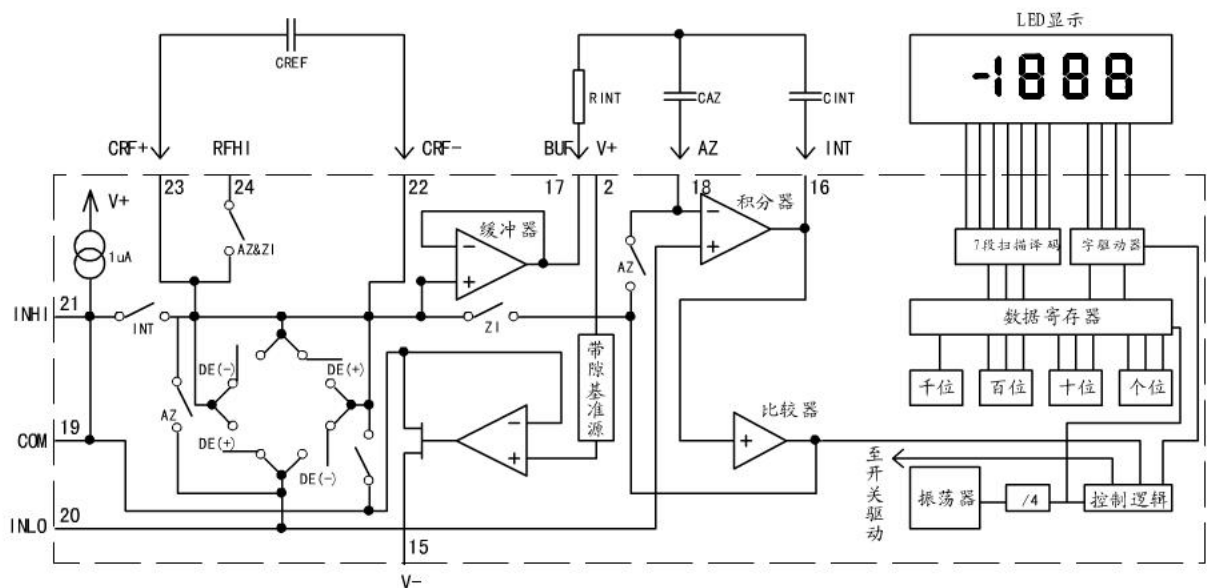 LED显示
-1888
CREF
RINT
CAZ
CINT
CRF+
RFHI
CRF-
BUF
V+
AZ
INT
23
24
22
17
2
18
16
V+
1uA
AZ&ZI
缓冲器
积分器
AZ
7段扫描译码
字驱动器
INHI
21
INT
ZI
数据寄存器
DE(-)
DE(+)
带隙基准源
千位
百位
十位
个位
AZ
COM
19
DE(+)
DE(-)
比较器
至开关驱动
振荡器
/4
控制逻辑
INLO
20
15
V-